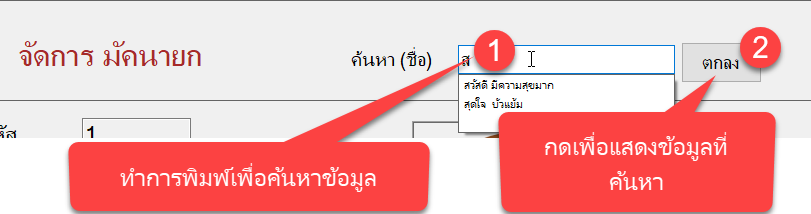 จัดการ มัคนายก
ค้นหา (ชื่อ)
ส
1
ตกลง
2
สวัสดี มีความสุขมาก
สุดใจ บัวแย้ม
1
ทำการพิมพ์เพื่อค้นหาข้อมูล
กดเพื่อแสดงข้อมูลที่
ค้นหา